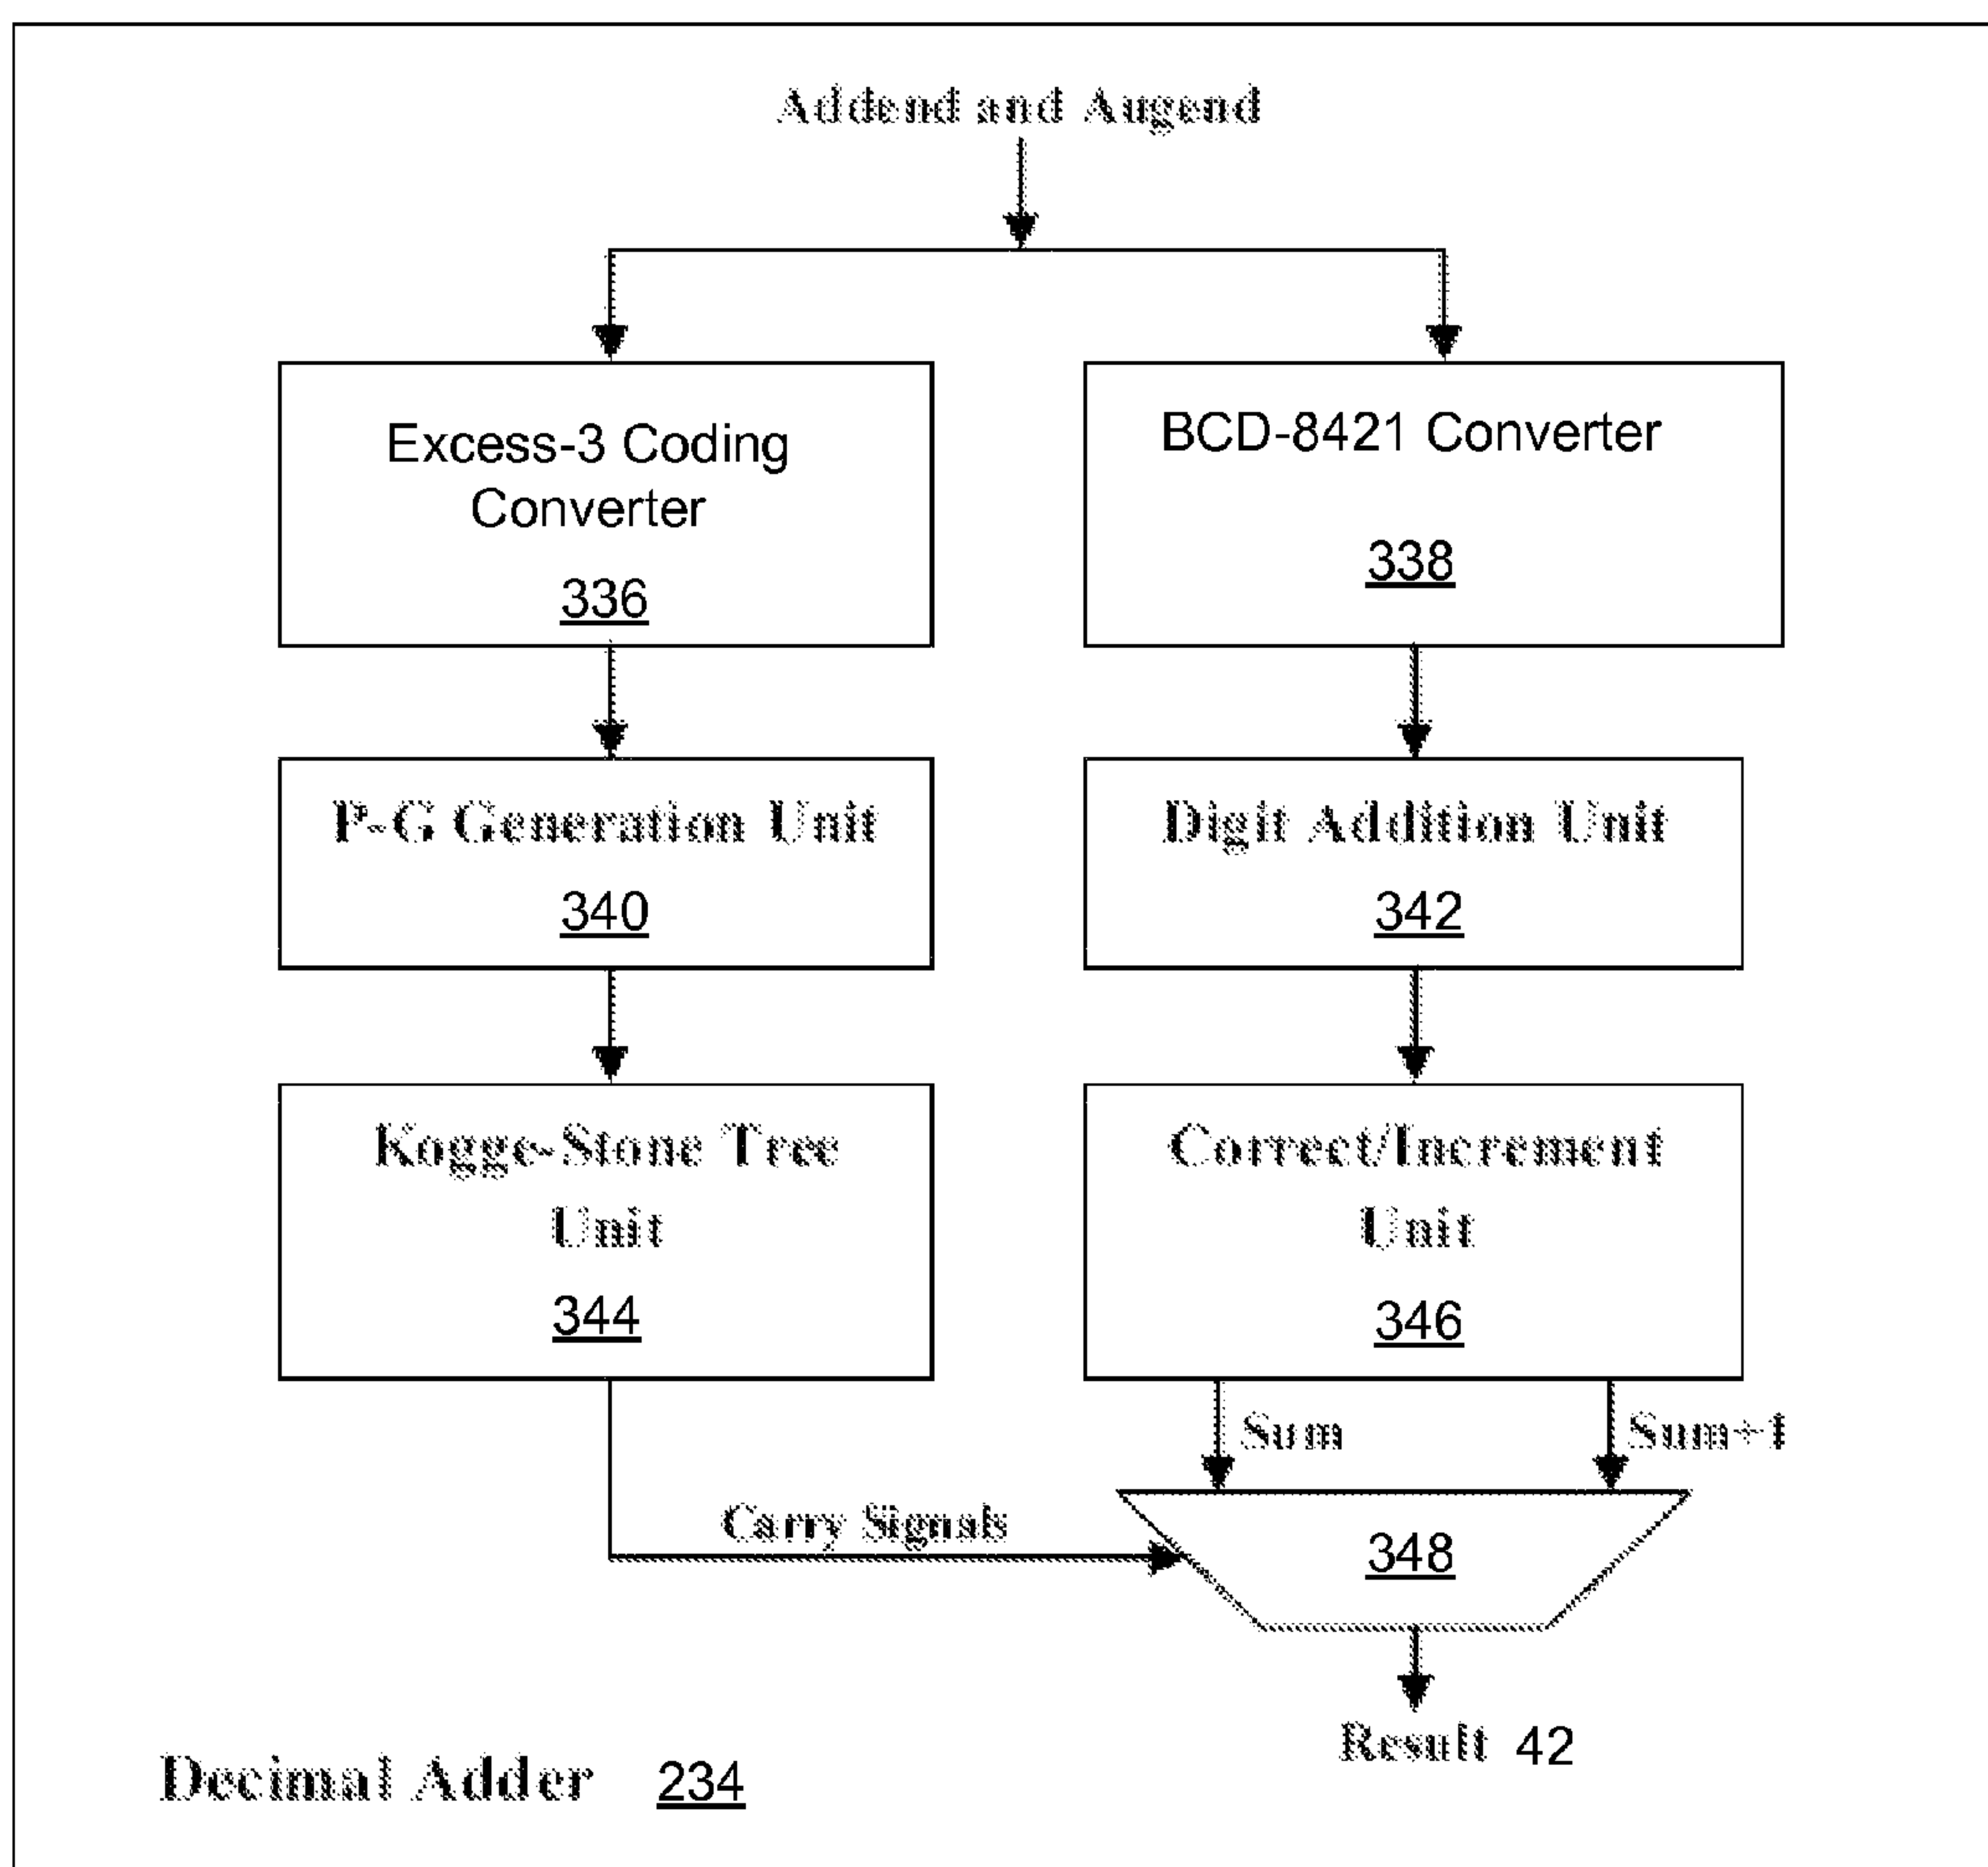 Addend and Augend
Excess-3 Coding
Converter
336
BCD-8421 Converter
338
P-G Generation Unit
340
Digit Addition Unit
342
Kogge-Stone Tree
Unit
344
Correct/Increment
Unit
346
Sum
Sum+1
Carry Signals
348
Result 42
Decimal Adder 234